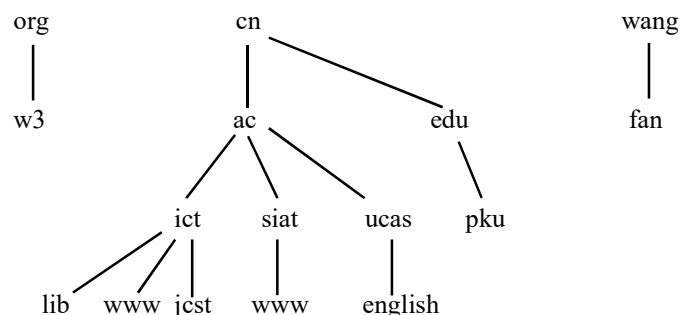 org cn wang
w3 ac edu fan
ict siat ucas pku
lib www jcst www english